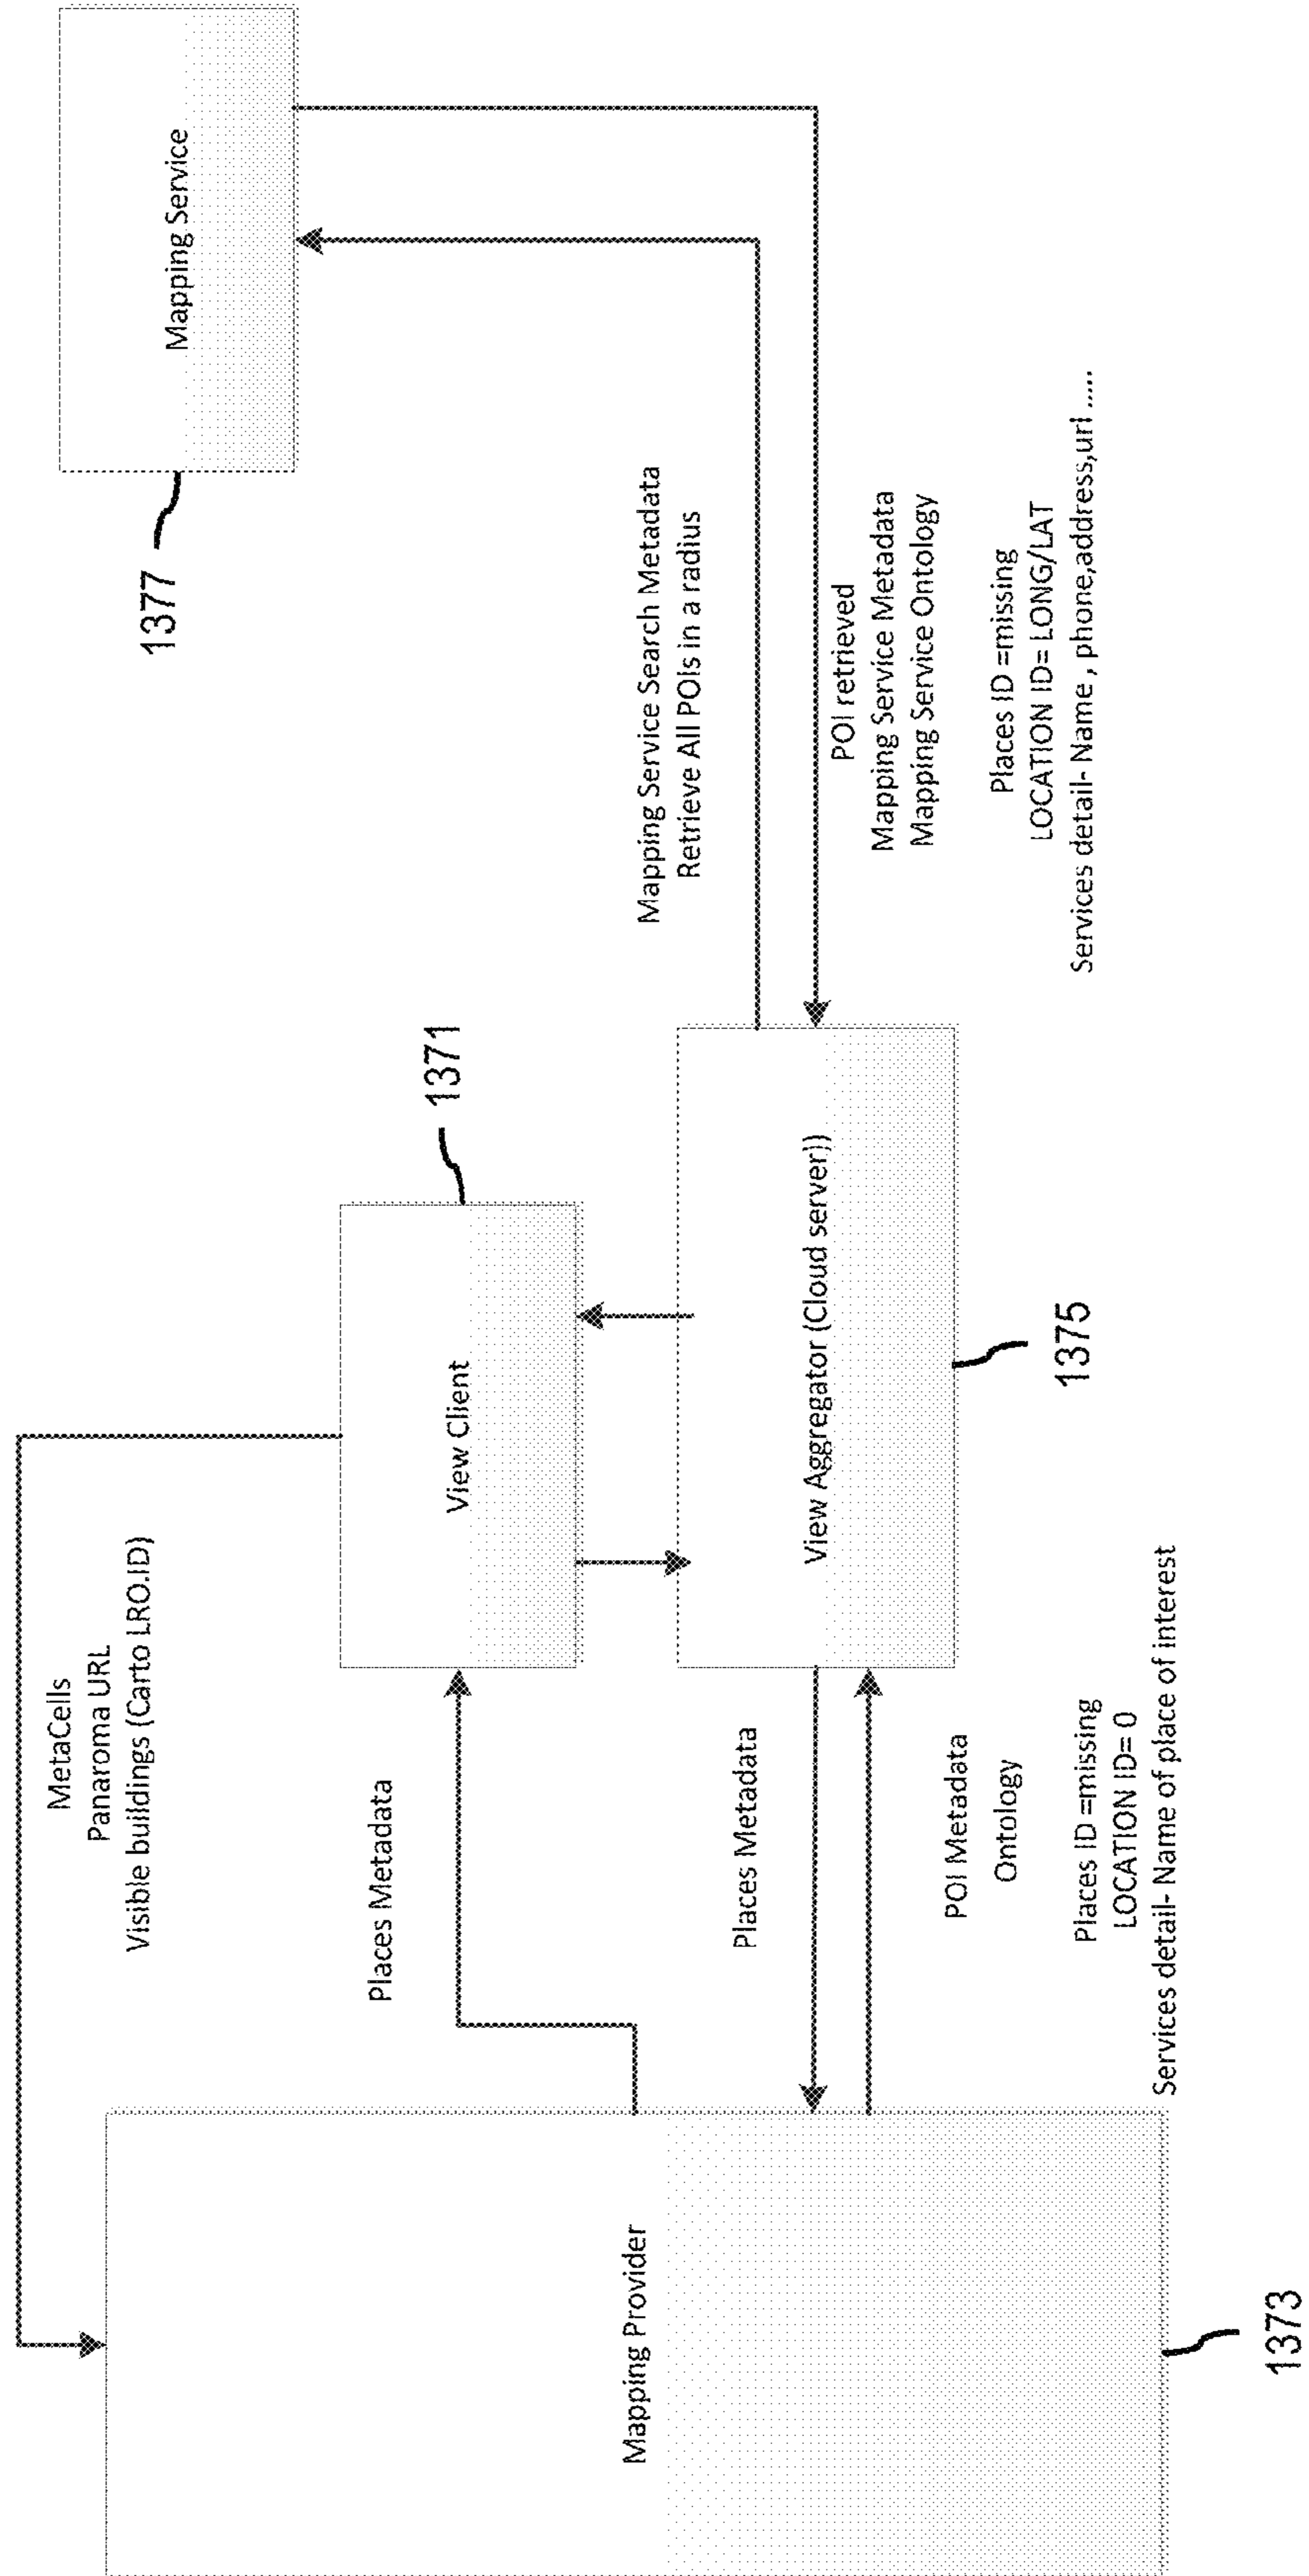 MetaCells
Panaroma URL
Visible buildings (Carto LRO.ID)
Mapping Service
1377
View Client
1371
Places Metadata
Mapping Service Search Metadata
Retrieve All POIs in a radius
Mapping Provider
1373
Places Metadata
View Aggregator (Cloud server))
1375
POI retrieved
Mapping Service Metadata
Mapping Service Ontology
POI Metadata
Ontology
Places ID =missing
LOCATION ID= LONG/LAT
Services detail- Name , phone,address,url .....
Places ID =missing
LOCATION ID= 0
Services detail- Name of place of interest